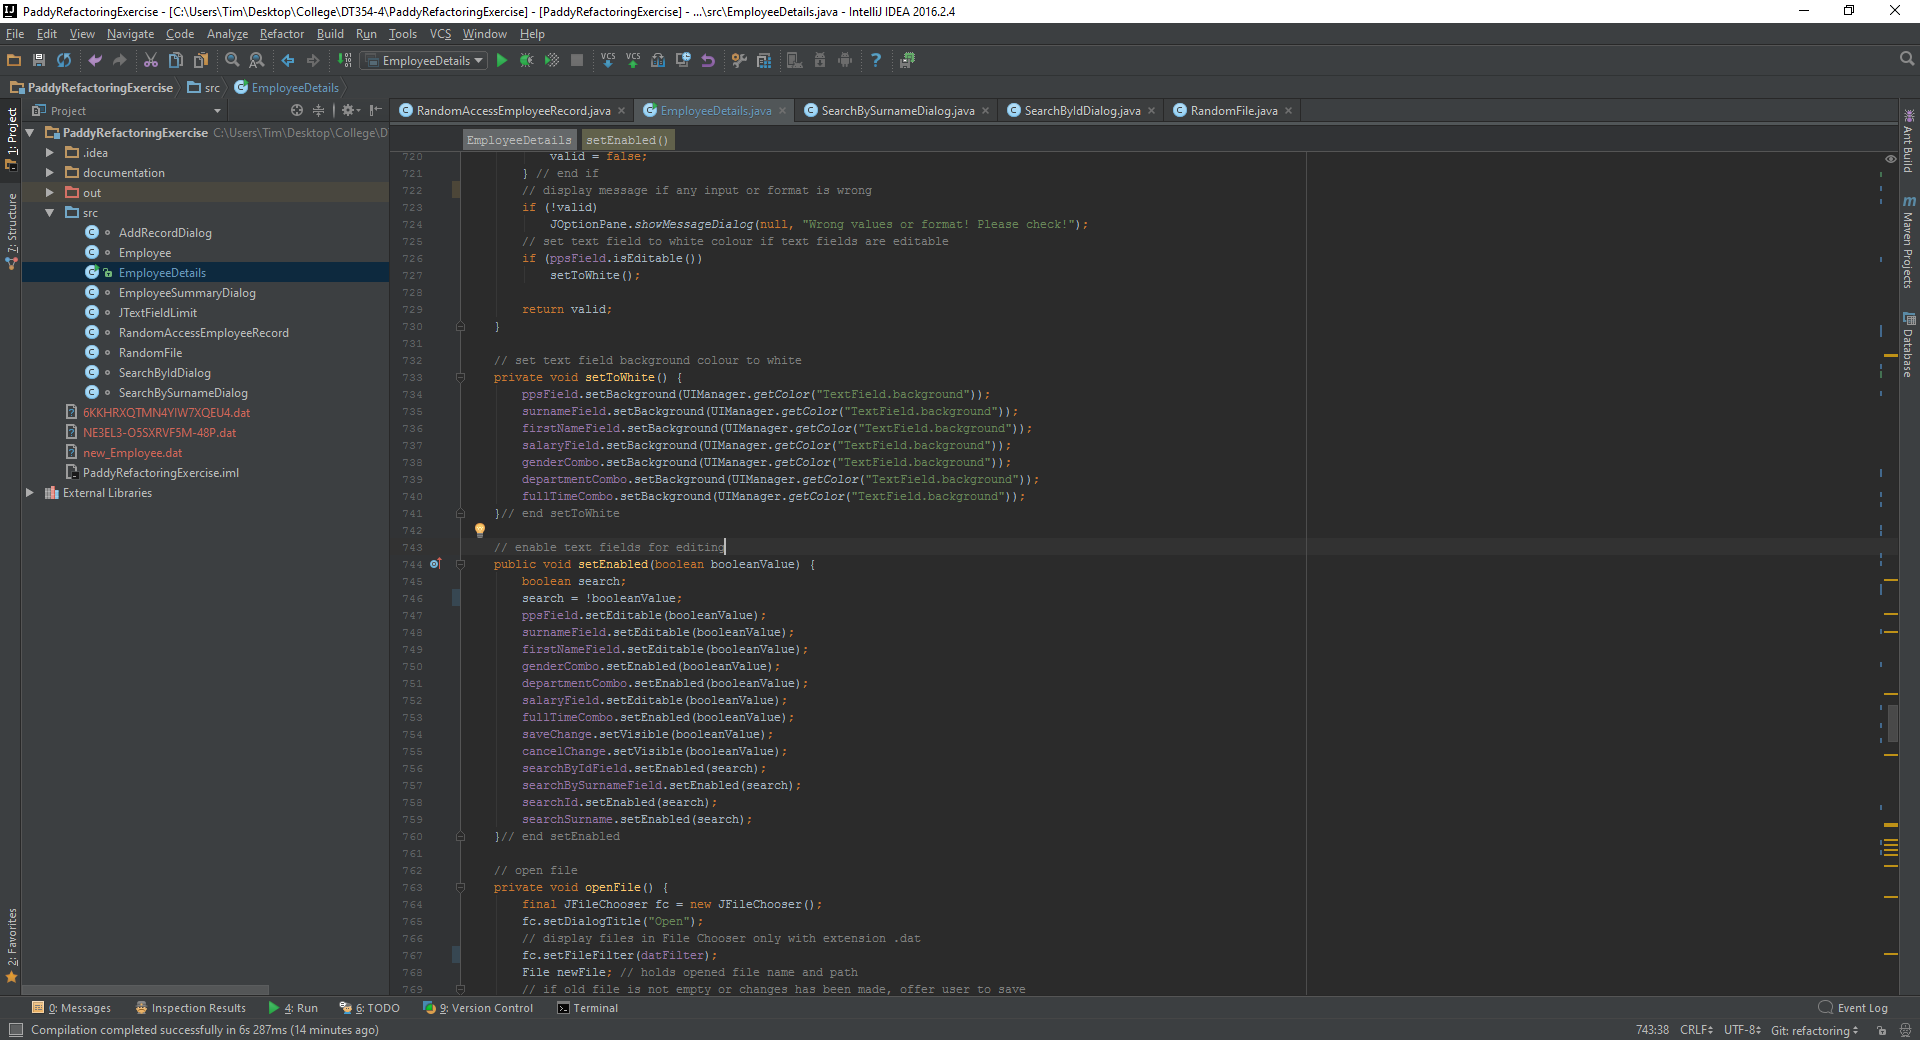 PaddyRefactoringExercise - [C:\Users\Tim\Desktop\College\DT354-4\PaddyRefactoringExercise] - [PaddyRefactoringExercise] - ...\src\EmployeeDetails.java - IntelliJ IDEA 2016.2.4
File Edit View Navigate Code Analyze Refactor Build Run Tools VCS Window Help
EmployeeDetails
PaddyRefactoringExercise src EmployeeDetails
Project
RandomAccessEmployeeRecord.java EmployeeDetails.java SearchBySurnameDialog.java SearchByIdDialog.java RandomFile.java
1: Project
7: Structure
2: Favorites
PaddyRefactoringExercise C:\Users\Tim\Desktop\College\D
.idea
documentation
out
src
AddRecordDialog
Employee
EmployeeDetails
EmployeeSummaryDialog
JTextFieldLimit
RandomAccessEmployeeRecord
RandomFile
SearchByIdDialog
SearchBySurnameDialog
6KKHRXQTMN4YIW7XQEU4.dat
NE3EL3-O5SXRVF5M-48P.dat
new_Employee.dat
PaddyRefactoringExercise.iml
External Libraries
EmployeeDetails setEnabled()
720 valid = false;
721 } // end if
722 // display message if any input or format is wrong
723 if (!valid)
724 JOptionPane.showMessageDialog(null, "Wrong values or format! Please check!");
725 // set text field to white colour if text fields are editable
726 if (ppsField.isEditable())
727 setToWhite();
728
729 return valid;
730 }
731
732 // set text field background colour to white
733 private void setToWhite() {
734 ppsField.setBackground(UIManager.getColor("TextField.background"));
735 surnameField.setBackground(UIManager.getColor("TextField.background"));
736 firstNameField.setBackground(UIManager.getColor("TextField.background"));
737 salaryField.setBackground(UIManager.getColor("TextField.background"));
738 genderCombo.setBackground(UIManager.getColor("TextField.background"));
739 departmentCombo.setBackground(UIManager.getColor("TextField.background"));
740 fullTimeCombo.setBackground(UIManager.getColor("TextField.background"));
741 }// end setToWhite
742
743 // enable text fields for editing
744 public void setEnabled(boolean booleanValue) {
745 boolean search;
746 search = !booleanValue;
747 ppsField.setEditable(booleanValue);
748 surnameField.setEditable(booleanValue);
749 firstNameField.setEditable(booleanValue);
750 genderCombo.setEnabled(booleanValue);
751 departmentCombo.setEnabled(booleanValue);
752 salaryField.setEditable(booleanValue);
753 fullTimeCombo.setEnabled(booleanValue);
754 saveChange.setVisible(booleanValue);
755 cancelChange.setVisible(booleanValue);
756 searchByIdField.setEnabled(search);
757 searchBySurnameField.setEnabled(search);
758 searchId.setEnabled(search);
759 searchSurname.setEnabled(search);
760 }// end setEnabled
761
762 // open file
763 private void openFile() {
764 final JFileChooser fc = new JFileChooser();
765 fc.setDialogTitle("Open");
766 // display files in File Chooser only with extension .dat
767 fc.setFileFilter(datFilter);
768 File newFile; // holds opened file name and path
769 // if old file is not empty or changes has been made, offer user to save
Ant Build
Maven Projects
Database
0: Messages Inspection Results 4: Run 6: TODO 9: Version Control Terminal Event Log
Compilation completed successfully in 6s 287ms (14 minutes ago) 743:38 CRLF UTF-8 Git: refactoring